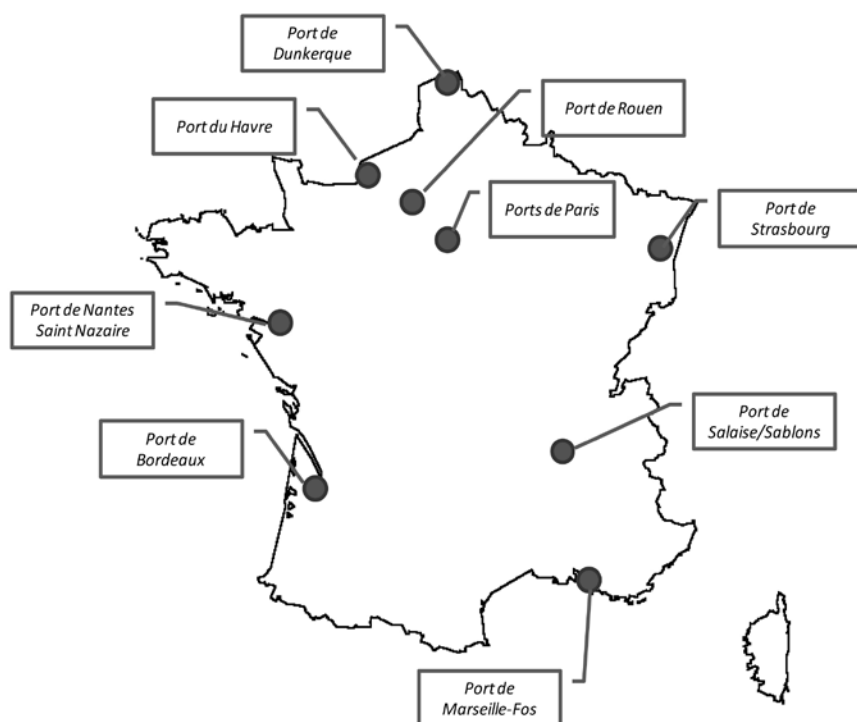 Port de
Dunkerque
Port de Rouen
Port du Havre
Ports de Paris
Port de
Strasbourg
Port de Nantes
Saint Nazaire
Port de
Salaise/Sablons
Port de
Bordeaux
Port de
Marseille-Fos